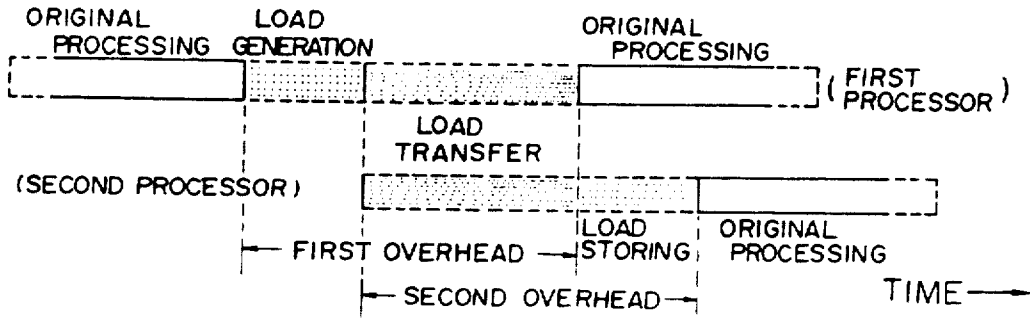 ORIGINAL
PROCESSING
LOAD
GENERATION
ORIGINAL
PROCESSING
(FIRST
PROCESSOR)
LOAD
TRANSFER
(SECOND PROCESSOR)
LOAD
STORING
ORIGINAL
PROCESSING
FIRST OVERHEAD
SECOND OVERHEAD
TIME